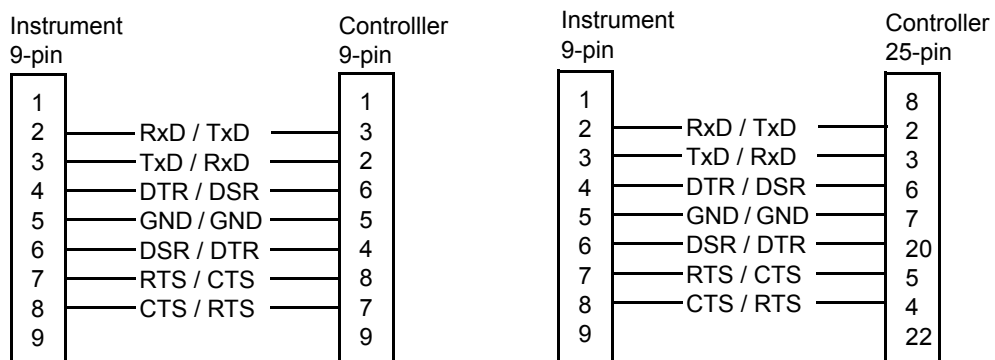 Instrument
9-pin
Controlller
9-pin
1 1
2 RxD / TxD 3
3 TxD / RxD 2
4 DTR / DSR 6
5 GND / GND 5
6 DSR / DTR 4
7 RTS / CTS 8
8 CTS / RTS 7
9 9
Instrument
9-pin
Controller
25-pin
1 8
2 RxD / TxD 2
3 TxD / RxD 3
4 DTR / DSR 6
5 GND / GND 7
6 DSR / DTR 20
7 RTS / CTS 5
8 CTS / RTS 4
9 22